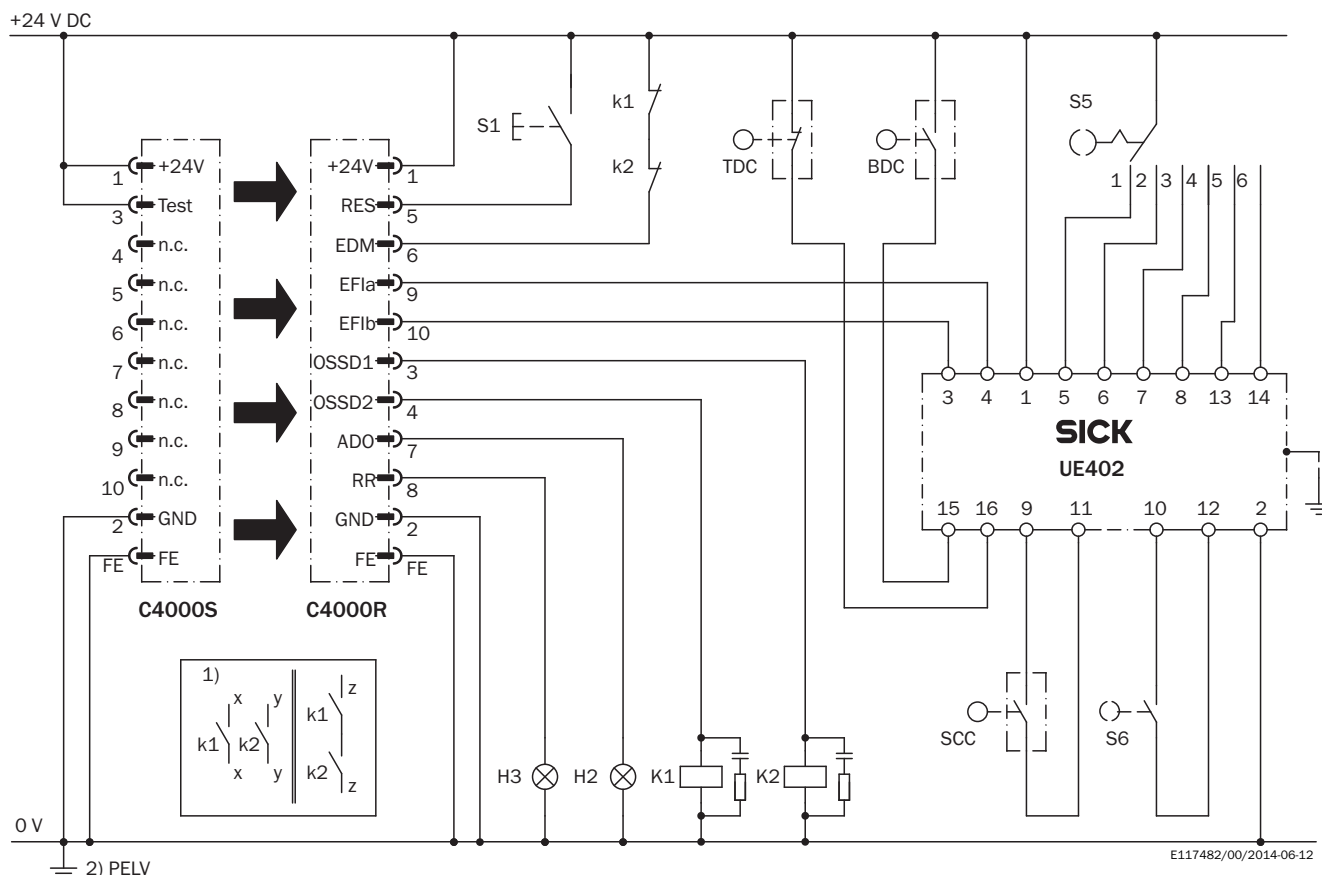 +24 V DC
S1
k1
k2
TDC
BDC
S5
1 2 3 4 5 6
+24V
1
Test
3
n.c.
4
n.c.
5
n.c.
6
n.c.
7
n.c.
8
n.c.
9
n.c.
10
GND
2
FE
FE
C4000S
+24V
1
RES
5
EDM
6
EFIa
9
EFIb
10
OSSD1
3
OSSD2
4
ADO
7
RR
8
GND
2
FE
FE
C4000R
3 4 1 5 6 7 8 13 14
SICK
UE402
15 16 9 11 10 12 2
1)
x y z
k1 k2 k1
x y k2 z
H3
H2
K1
K2
SCC
S6
0 V
2) PELV
E117482/00/2014-06-12